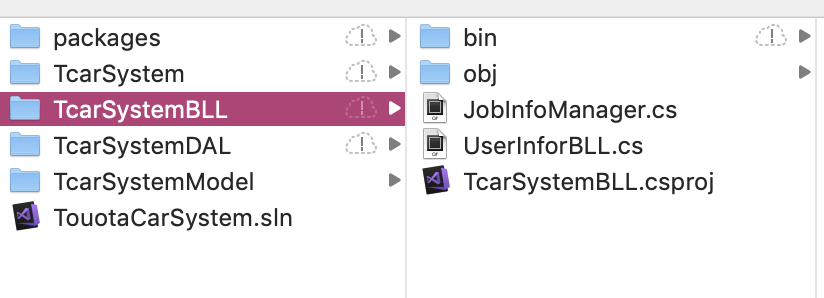 packages
TcarSystem
TcarSystemBLL
TcarSystemDAL
TcarSystemModel
TouotaCarSystem.sln
bin
obj
JobInfoManager.cs
UserInforBLL.cs
TcarSystemBLL.csproj